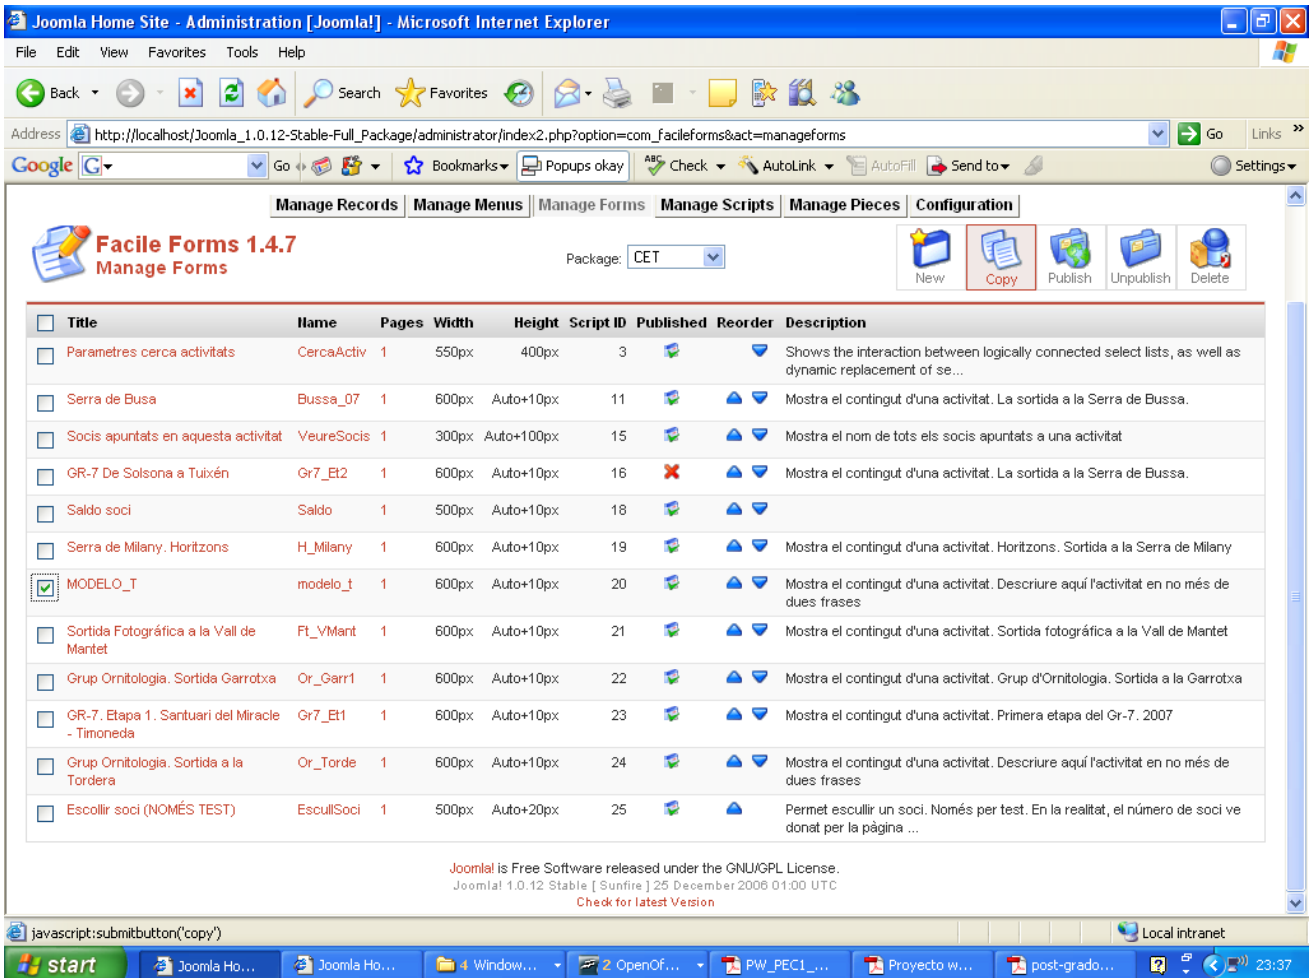 Joomla Home Site - Administration [Joomla!] - Microsoft Internet Explorer
File Edit View Favorites Tools Help
Back Search Favorites
Address http://localhost/Joomla_1.0.12-Stable-Full_Package/administrator/index2.php?option=com_facileforms&act=manageforms Go Links »
Google G Go Bookmarks Popups okay ABC Check AutoLink AutoFill Send to Settings
Manage Records Manage Menus Manage Forms Manage Scripts Manage Pieces Configuration
Facile Forms 1.4.7
Manage Forms
Package: CET
New Copy Publish Unpublish Delete
Title Name Pages Width Height Script ID Published Reorder Description
Parametres cerca activitats CercaActiv 1 550px 400px 3 Shows the interaction between logically connected select lists, as well as
dynamic replacement of se...
Serra de Busa Bussa_07 1 600px Auto+10px 11 Mostra el contingut d'una activitat. La sortida a la Serra de Bussa.
Socis apuntats en aquesta activitat VeureSocis 1 300px Auto+100px 15 Mostra el nom de tots els socis apuntats a una activitat
GR-7 De Solsona a Tuixén Gr7_Et2 1 600px Auto+10px 16 Mostra el contingut d'una activitat. La sortida a la Serra de Bussa.
Saldo soci Saldo 1 500px Auto+10px 18
Serra de Milany. Horitzons H_Milany 1 600px Auto+10px 19 Mostra el contingut d'una activitat. Horitzons. Sortida a la Serra de Milany
MODELO_T modelo_t 1 600px Auto+10px 20 Mostra el contingut d'una activitat. Descriure aquí l'activitat en no més de
dues frases
Sortida Fotográfica a la Vall de Ft_VMant 1 600px Auto+10px 21 Mostra el contingut d'una activitat. Sortida fotográfica a la Vall de Mantet
Mantet
Grup Ornitologia. Sortida Garrotxa Or_Garr1 1 600px Auto+10px 22 Mostra el contingut d'una activitat. Grup d'Ornitologia. Sortida a la Garrotxa
GR-7. Etapa 1. Santuari del Miracle Gr7_Et1 1 600px Auto+10px 23 Mostra el contingut d'una activitat. Primera etapa del Gr-7. 2007
- Timoneda
Grup Ornitologia. Sortida a la Or_Torde 1 600px Auto+10px 24 Mostra el contingut d'una activitat. Descriure aquí l'activitat en no més de
Tordera dues frases
Escollir soci (NOMÉS TEST) EscullSoci 1 500px Auto+20px 25 Permet escullir un soci. Només per test. En la realitat, el número de soci ve
donat per la pàgina ...
Joomla! is Free Software released under the GNU/GPL License.
Joomla! 1.0.12 Stable [ Sunfire ] 25 December 2006 01:00 UTC
Check for latest Version
javascript:submitbutton('copy') Local intranet
start Joomla Ho... Joomla Ho... 4 Window... 2 OpenOf... PW_PEC1_... Proyecto w... post-grado... 23:37